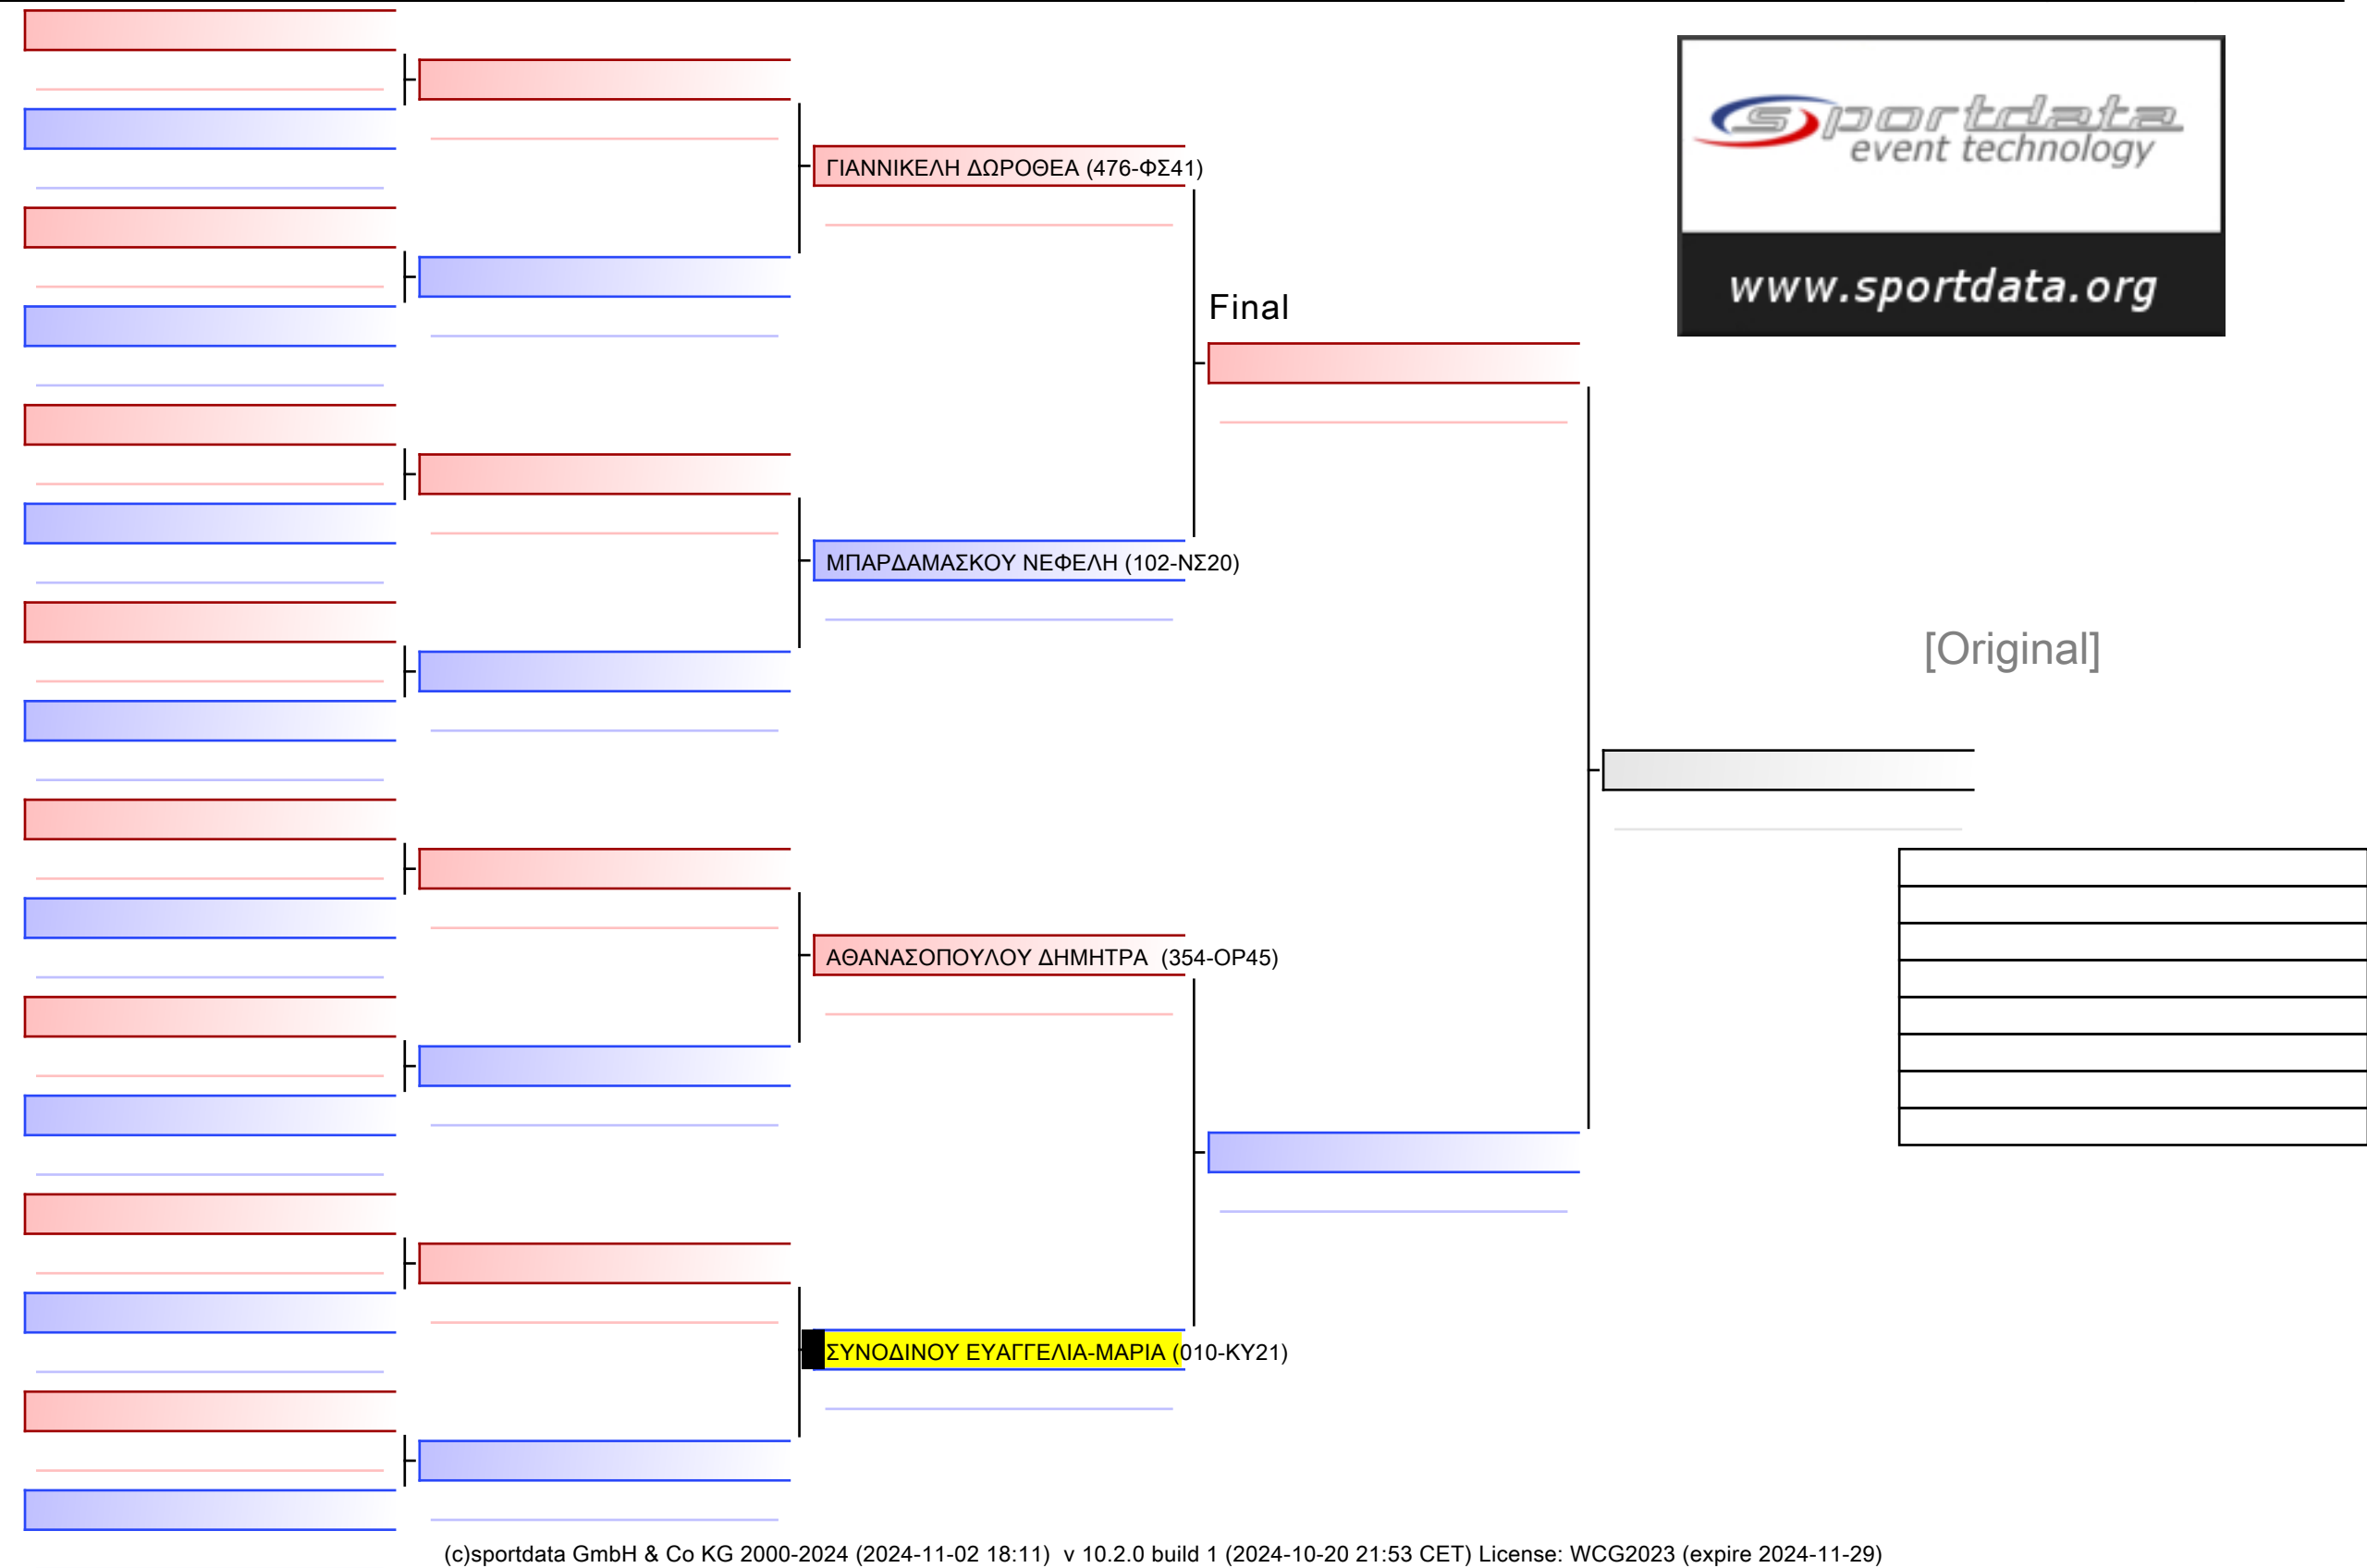 sportdata
event technology
www.sportdata.org
ΓΙΑΝΝΙΚΕΛΗ ΔΩΡΟΘΕΑ (476-ΦΣ41)
Final
ΜΠΑΡΔΑΜΑΣΚΟΥ ΝΕΦΕΛΗ (102-ΝΣ20)
[Original]
ΑΘΑΝΑΣΟΠΟΥΛΟΥ ΔΗΜΗΤΡΑ (354-ΟΡ45)
ΣΥΝΟΔΙΝΟΥ ΕΥΑΓΓΕΛΙΑ-ΜΑΡΙΑ (010-ΚΥ21)
(c)sportdata GmbH & Co KG 2000-2024 (2024-11-02 18:11) v 10.2.0 build 1 (2024-10-20 21:53 CET) License: WCG2023 (expire 2024-11-29)